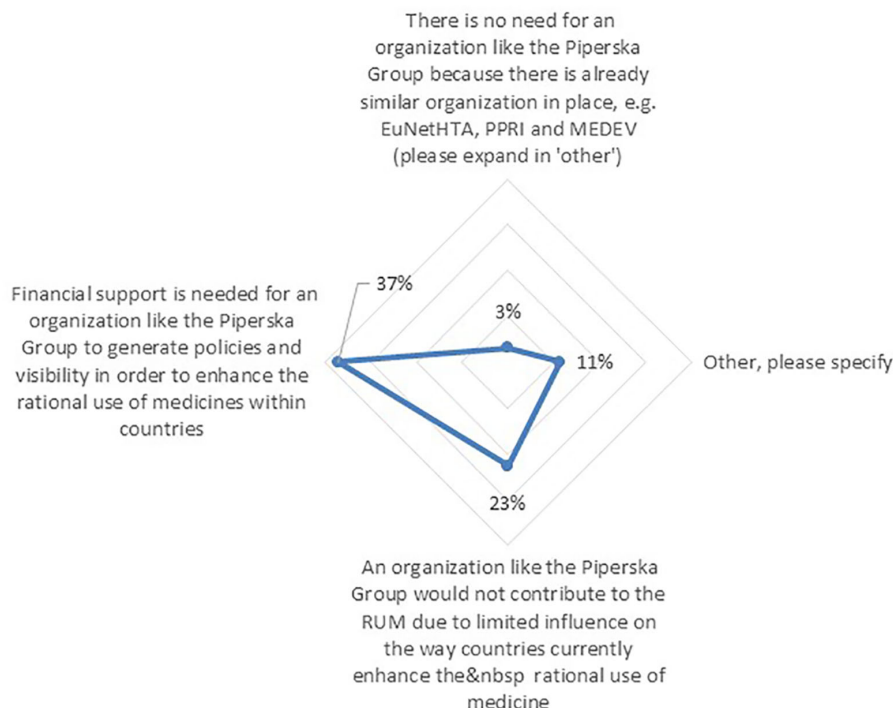 There is no need for an
organization like the Piperska
Group because there is already
similar organization in place, e.g.
EuNetHTA, PPRI and MEDEV
(please expand in 'other')
37%
3%
Financial support is needed for an
organization like the Piperska
Group to generate policies and
visibility in order to enhance the
rational use of medicines within
countries
11%
Other, please specify
23%
An organization like the Piperska
Group would not contribute to the
RUM due to limited influence on
the way countries currently
enhance the&nbsp rational use of
medicine